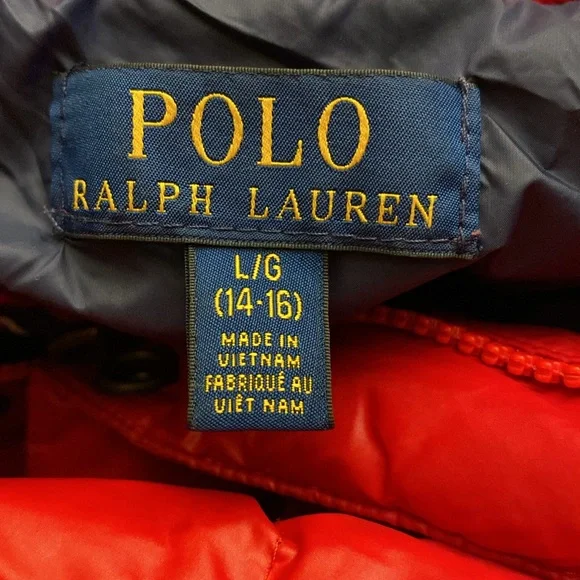 POLO
RALPH LAUREN
L/G
(14-16)
MADE IN
VIETNAM
FABRIQUÉ AU
VIÊT NAM